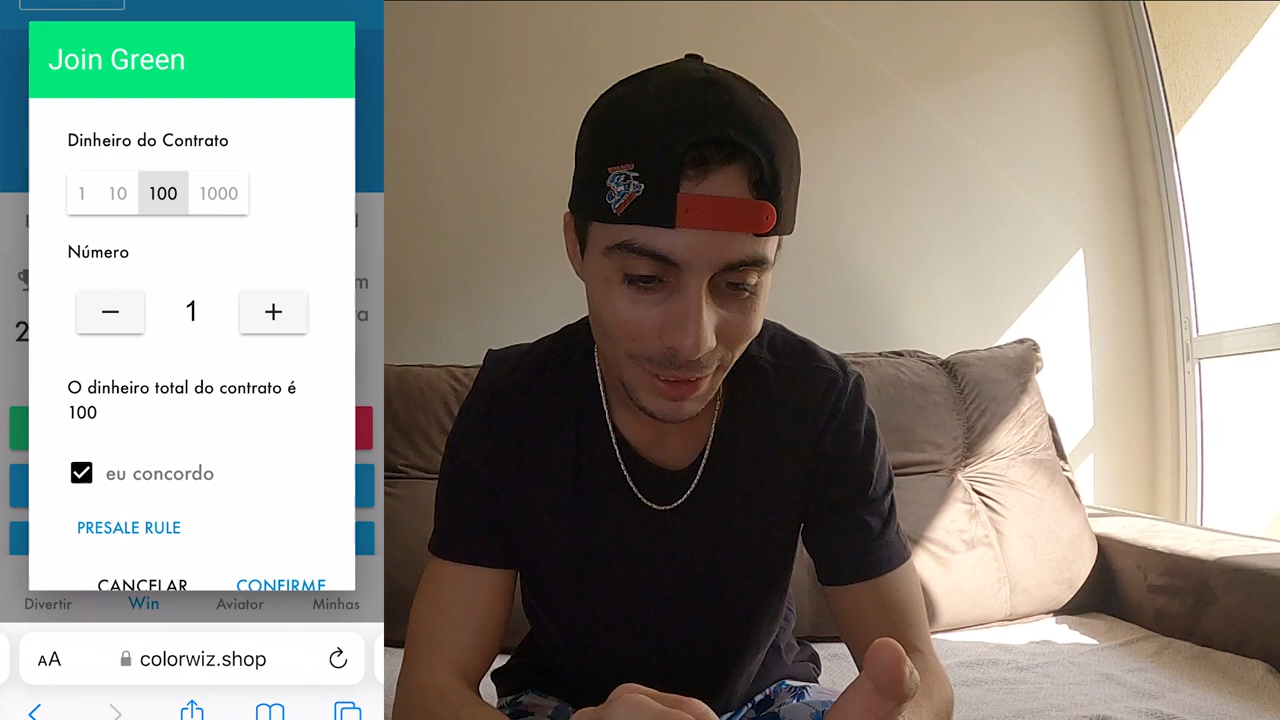 Join Green
Dinheiro do Contrato
1 10 100 1000
Número
− 1 +
O dinheiro total do contrato é
100
eu concordo
PRESALE RULE
CANCELAR CONFIRME
Divertir Win Aviator Minhas
AA colorwiz.shop